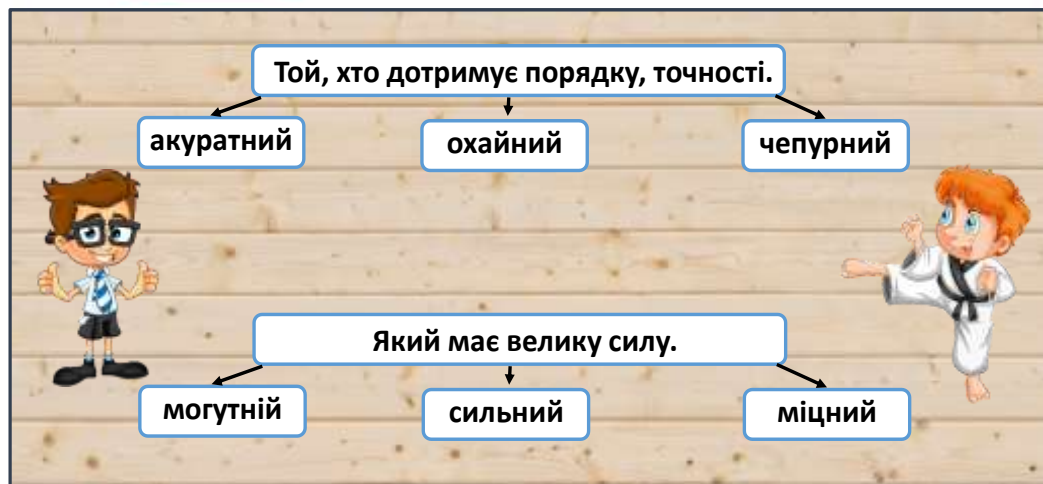 Той, хто дотримує порядку, точності.
акуратний охайний чепурний
Який має велику силу.
могутній сильний міцний